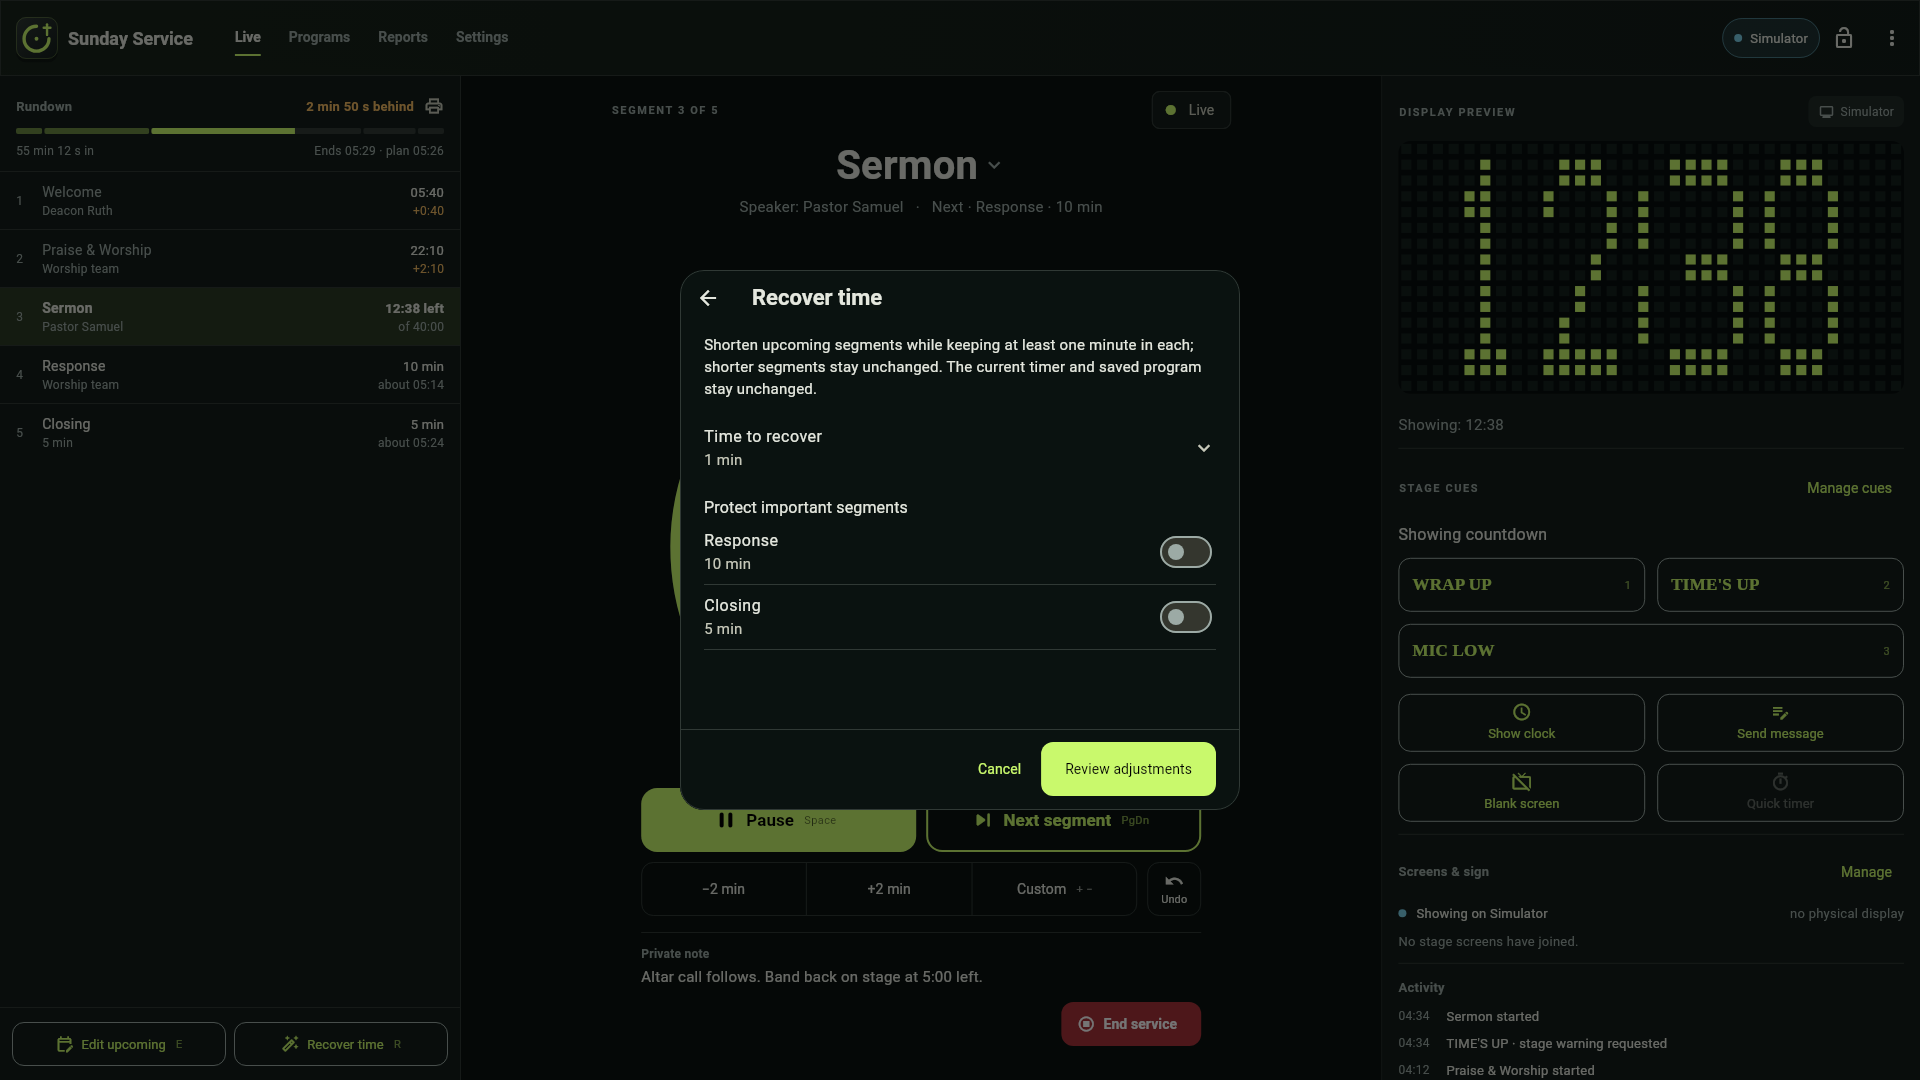 Sunday Service
Live
Programs
Reports
Settings
Simulator
Rundown
2 min 50 s behind
55 min 12 s in
Ends 05:29 · plan 05:26
1
Welcome
05:40
Deacon Ruth
+0:40
2
Praise & Worship
22:10
Worship team
+2:10
3
Sermon
12:38 left
Pastor Samuel
of 40:00
4
Response
10 min
Worship team
about 05:14
5
Closing
5 min
5 min
about 05:24
Edit upcoming E
Recover time R
SEGMENT 3 OF 5
Live
Sermon
Speaker: Pastor Samuel · Next · Response · 10 min
Recover time
Shorten upcoming segments while keeping at least one minute in each;
shorter segments stay unchanged. The current timer and saved program
stay unchanged.
Time to recover
1 min
Protect important segments
Response
10 min
Closing
5 min
Cancel
Review adjustments
Pause Space
Next segment PgDn
−2 min
+2 min
Custom + −
Undo
Private note
Altar call follows. Band back on stage at 5:00 left.
End service
DISPLAY PREVIEW
Simulator
12:38
Showing: 12:38
STAGE CUES
Manage cues
Showing countdown
WRAP UP 1
TIME'S UP 2
MIC LOW 3
Show clock
Send message
Blank screen
Quick timer
Screens & sign
Manage
Showing on Simulator
no physical display
No stage screens have joined.
Activity
04:34 Sermon started
04:34 TIME'S UP · stage warning requested
04:12 Praise & Worship started